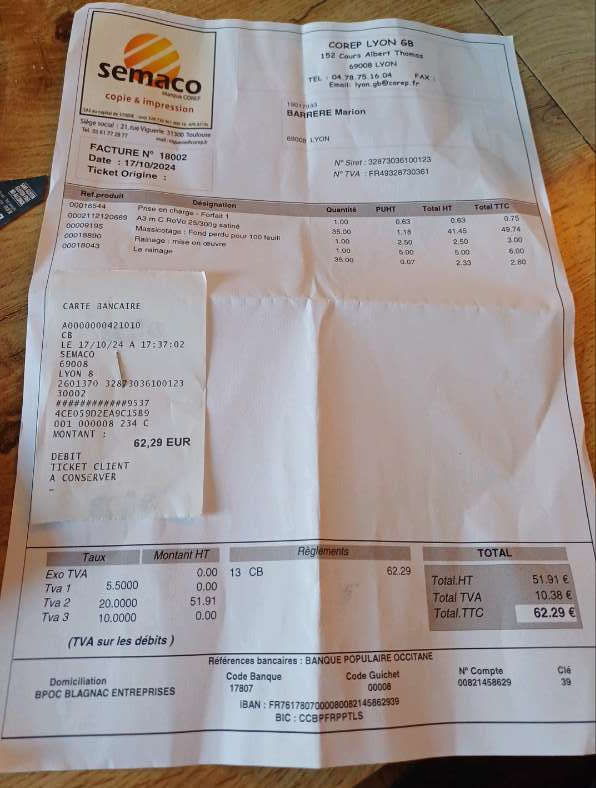 semaco
Marque COREP
copie & impression
Siège social : 21, rue Viguerie 31300 Toulouse
Tel. 05 61 77 28 77
FACTURE N° 18002
Date : 17/10/2024
Ticket Origine :
COREP LYON GB
152 Cours Albert Thomas
69008 LYON
TEL : 04.78.75.16.04 FAX :
Email: lyon.gb@corep.fr
BARRERE Marion
69008 LYON
N° Siret : 32873036100123
N° TVA : FR49328730361
Ref.produit Désignation Quantité PUHT Total HT Total TTC
00016544 Prise en charge - Forfait 1 1.00 0.63 0.63 0.75
0002112120669 A3 m C ReVo 25/300g satiné 35.00 1.18 41.45 49.74
00009195 Massicotage : Fond perdu pour 100 feuil 1.00 2.50 2.50 3.00
00018800 Rainage : mise en œuvre 1.00 5.00 5.00 6.00
00018043 Le rainage 35.00 0.07 2.33 2.80
CARTE BANCAIRE
A0000000421010
CB
LE 17/10/24 A 17:37:02
SEMACO
69008
LYON 8
2601370 32873036100123
30002
############9537
4CE059D2EA9C1589
001 000008 234 C
MONTANT :
62,29 EUR
DEBIT
TICKET CLIENT
A CONSERVER
Taux Montant HT Règlements TOTAL
Exo TVA 0.00 13 CB 62.29
Tva 1 5.5000 0.00
Tva 2 20.0000 51.91
Tva 3 10.0000 0.00
Total.HT 51.91 €
Total TVA 10.38 €
Total.TTC 62.29 €
(TVA sur les débits )
Références bancaires : BANQUE POPULAIRE OCCITANE
Domiciliation Code Banque Code Guichet N° Compte Clé
BPOC BLAGNAC ENTREPRISES 17807 00008 00821458629 39
IBAN : FR7617807000080082145862939
BIC : CCBPFRPPTLS